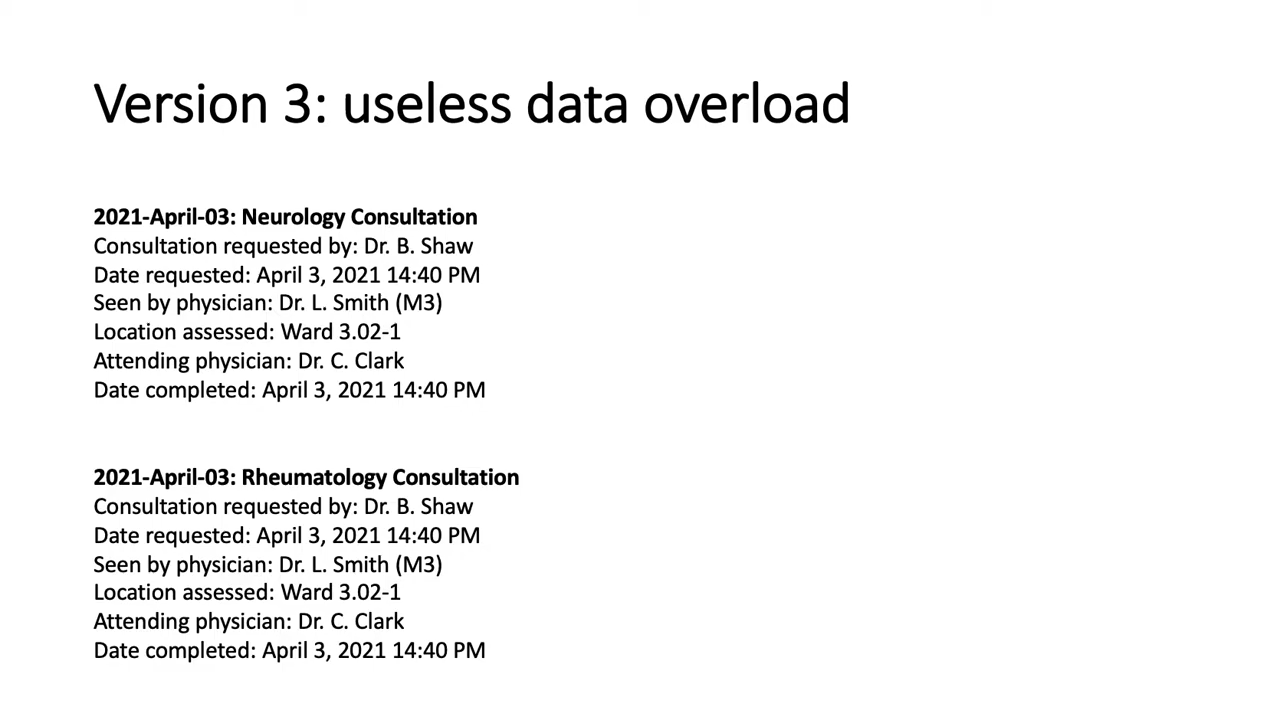 Version 3: useless data overload
2021-April-03: Neurology Consultation
Consultation requested by: Dr. B. Shaw
Date requested: April 3, 2021 14:40 PM
Seen by physician: Dr. L. Smith (M3)
Location assessed: Ward 3.02-1
Attending physician: Dr. C. Clark
Date completed: April 3, 2021 14:40 PM
2021-April-03: Rheumatology Consultation
Consultation requested by: Dr. B. Shaw
Date requested: April 3, 2021 14:40 PM
Seen by physician: Dr. L. Smith (M3)
Location assessed: Ward 3.02-1
Attending physician: Dr. C. Clark
Date completed: April 3, 2021 14:40 PM